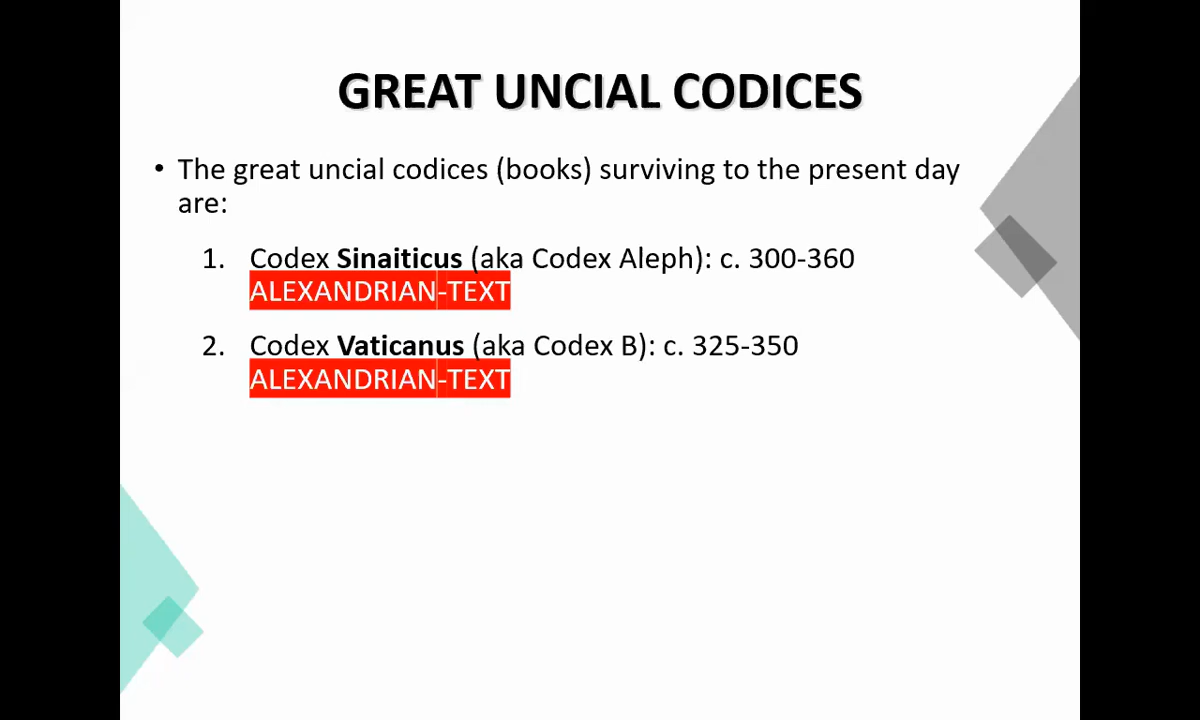 GREAT UNCIAL CODICES
• The great uncial codices (books) surviving to the present day
are:
1. Codex Sinaiticus (aka Codex Aleph): c. 300-360
ALEXANDRIAN-TEXT
2. Codex Vaticanus (aka Codex B): c. 325-350
ALEXANDRIAN-TEXT